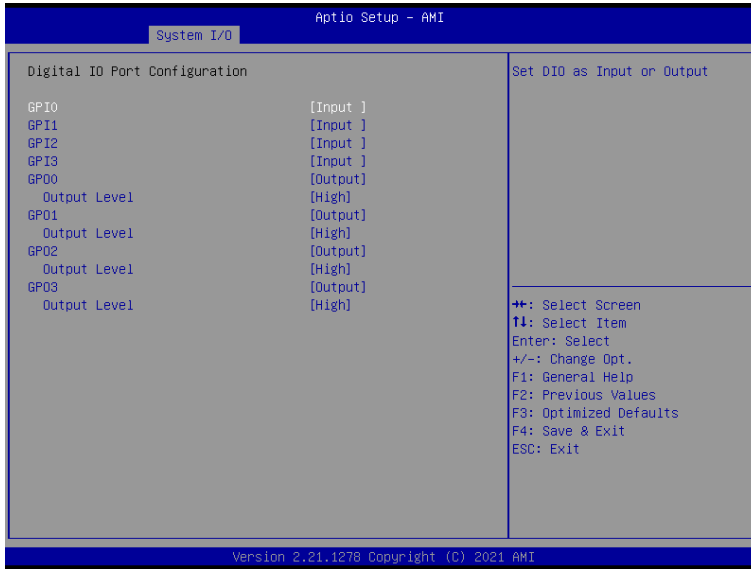 Aptio Setup – AMI
System I/O
Digital IO Port Configuration
GPI0 [Input ]
GPI1 [Input ]
GPI2 [Input ]
GPI3 [Input ]
GPO0 [Output]
Output Level [High]
GPO1 [Output]
Output Level [High]
GPO2 [Output]
Output Level [High]
GPO3 [Output]
Output Level [High]
Set DIO as Input or Output
→←: Select Screen
↑↓: Select Item
Enter: Select
+/-: Change Opt.
F1: General Help
F2: Previous Values
F3: Optimized Defaults
F4: Save & Exit
ESC: Exit
Version 2.21.1278 Copyright (C) 2021 AMI